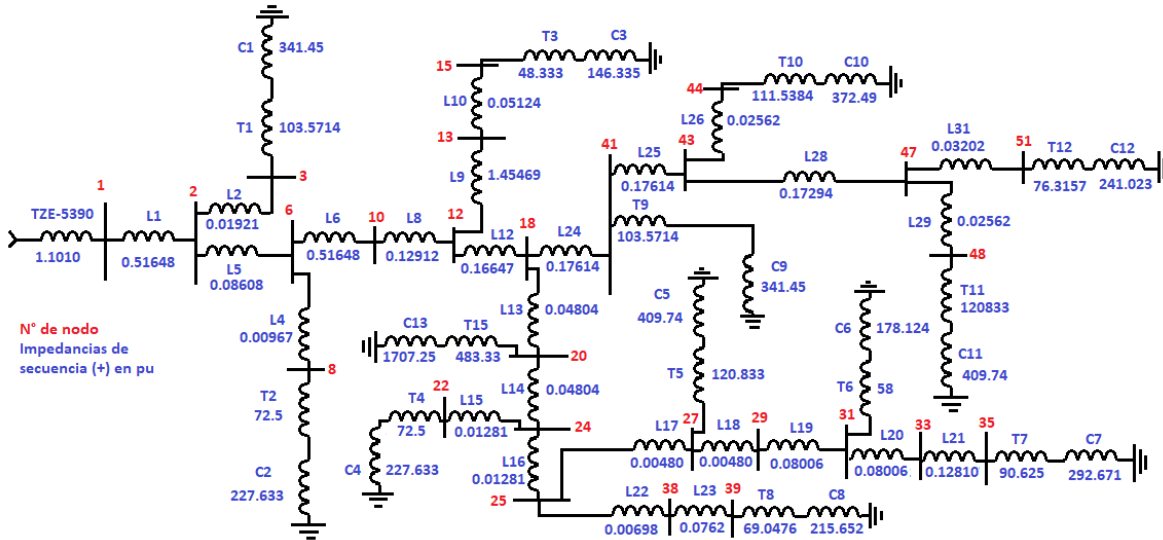 C1
341.45
T1
103.5714
3
1
TZE-5390
1.1010
L1
0.51648
2
L2
0.01921
L5
0.08608
6
L6
0.51648
10
L8
0.12912
12
L4
0.00967
8
T2
72.5
C2
227.633
N° de nodo
Impedancias de
secuencia (+) en pu
15
T3
48.333
C3
146.335
L10
0.05124
13
L9
1.45469
L12
0.16647
18
L24
0.17614
41
L25
0.17614
43
T9
103.5714
C9
341.45
44
T10
111.5384
C10
372.49
L26
0.02562
L28
0.17294
47
L31
0.03202
51
T12
76.3157
C12
241.023
L29
0.02562
48
T11
120833
C11
409.74
L13
0.04804
C13
1707.25
T15
483.33
20
L14
0.04804
22
T4
72.5
L15
0.01281
24
C4
227.633
L16
0.01281
25
C5
409.74
T5
120.833
L17
0.00480
27
L18
0.00480
29
L19
0.08006
31
C6
178.124
T6
58
L20
0.08006
33
L21
0.12810
35
T7
90.625
C7
292.671
L22
0.00698
38
L23
0.0762
39
T8
69.0476
C8
215.652